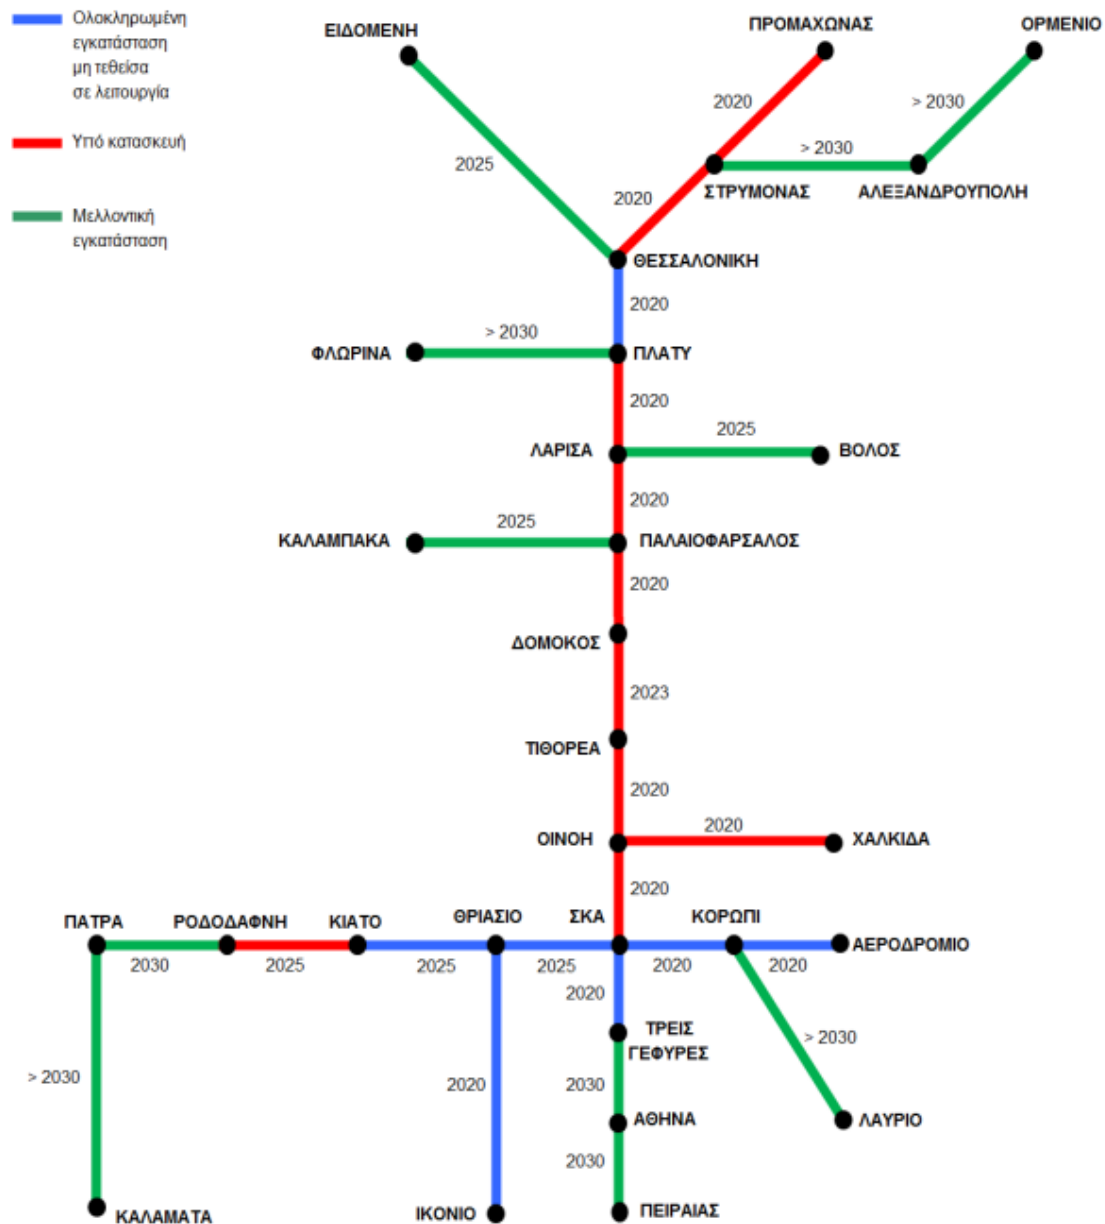 Ολοκληρωμένη
εγκατάσταση
μη τεθείσα
σε λειτουργία
Υπό κατασκευή
Μελλοντική
εγκατάσταση
ΕΙΔΟΜΕΝΗ
ΠΡΟΜΑΧΩΝΑΣ
ΟΡΜΕΝΙΟ
2020
> 2030
2025
> 2030
2020
ΣΤΡΥΜΟΝΑΣ
ΑΛΕΞΑΝΔΡΟΥΠΟΛΗ
ΘΕΣΣΑΛΟΝΙΚΗ
2020
> 2030
ΦΛΩΡΙΝΑ
ΠΛΑΤΥ
2020
2025
ΛΑΡΙΣΑ
ΒΟΛΟΣ
2020
2025
ΚΑΛΑΜΠΑΚΑ
ΠΑΛΑΙΟΦΑΡΣΑΛΟΣ
2020
ΔΟΜΟΚΟΣ
2023
ΤΙΘΟΡΕΑ
2020
2020
ΟΙΝΟΗ
ΧΑΛΚΙΔΑ
2020
ΠΑΤΡΑ
ΡΟΔΟΔΑΦΝΗ
ΚΙΑΤΟ
ΘΡΙΑΣΙΟ
ΣΚΑ
ΚΟΡΩΠΙ
ΑΕΡΟΔΡΟΜΙΟ
2030
2025
2025
2025
2020
2020
2020
ΤΡΕΙΣ
ΓΕΦΥΡΕΣ
> 2030
> 2030
2020
2030
ΑΘΗΝΑ
ΛΑΥΡΙΟ
2030
ΚΑΛΑΜΑΤΑ
ΙΚΟΝΙΟ
ΠΕΙΡΑΙΑΣ